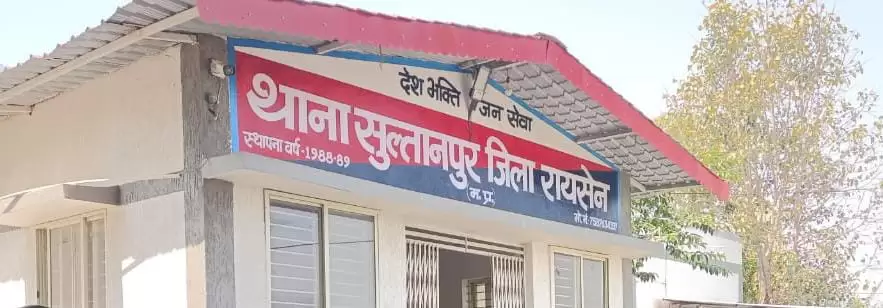 देश भक्ति जन सेवा
थाना सुल्तानपुर जिला रायसेन
स्थापना वर्ष-1988-89
(म.प्र.)
मो.नं.